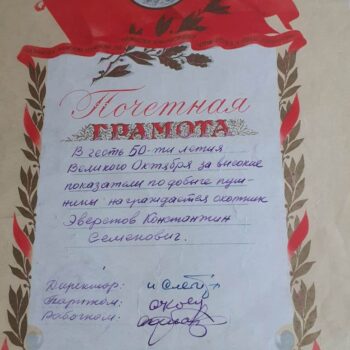 Почетная
ГРАМОТА
В честь 50-ти летия
Великого Октября за высокие
показатели по добыче пуш-
нины награждается охотник
Эверстов Константин
Семенович.
Директор:
Партком:
Рабочком: